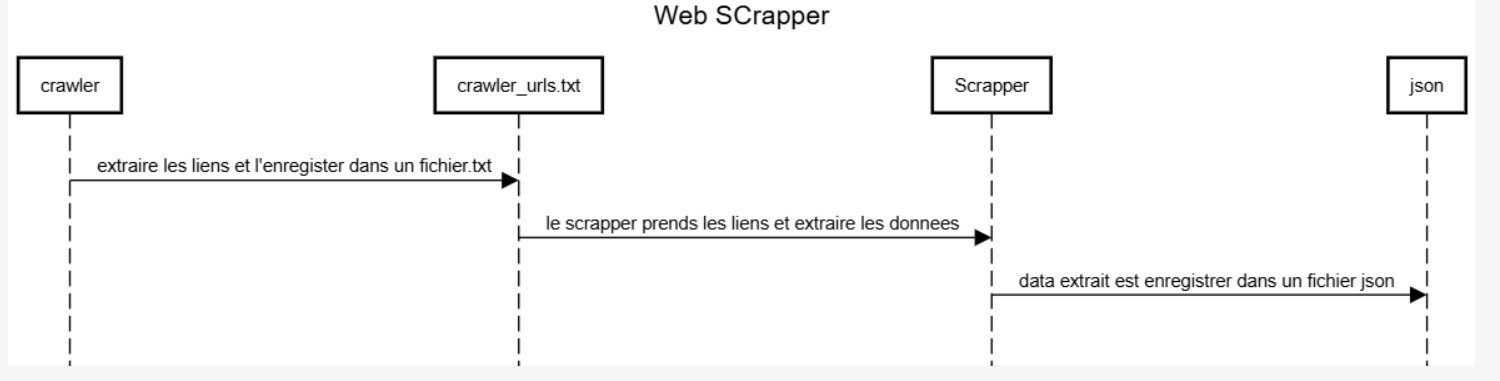 Web SCrapper
crawler
crawler_urls.txt
Scrapper
json
extraire les liens et l'enregister dans un fichier.txt
le scrapper prends les liens et extraire les donnees
data extrait est enregistrer dans un fichier json